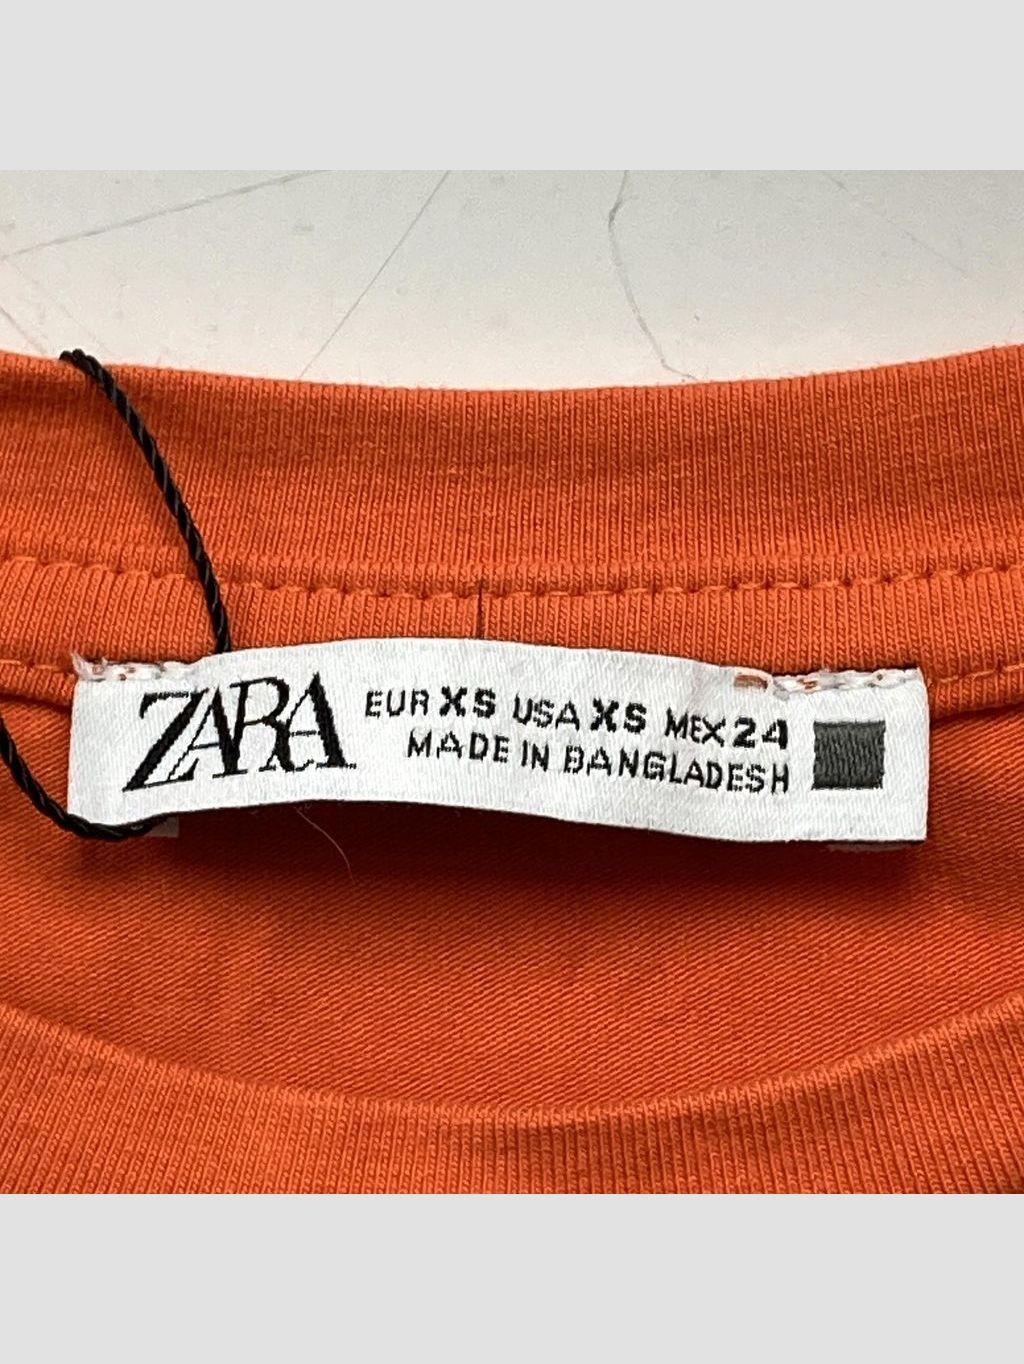 ZARA EUR XS USA XS MEX 24
MADE IN BANGLADESH